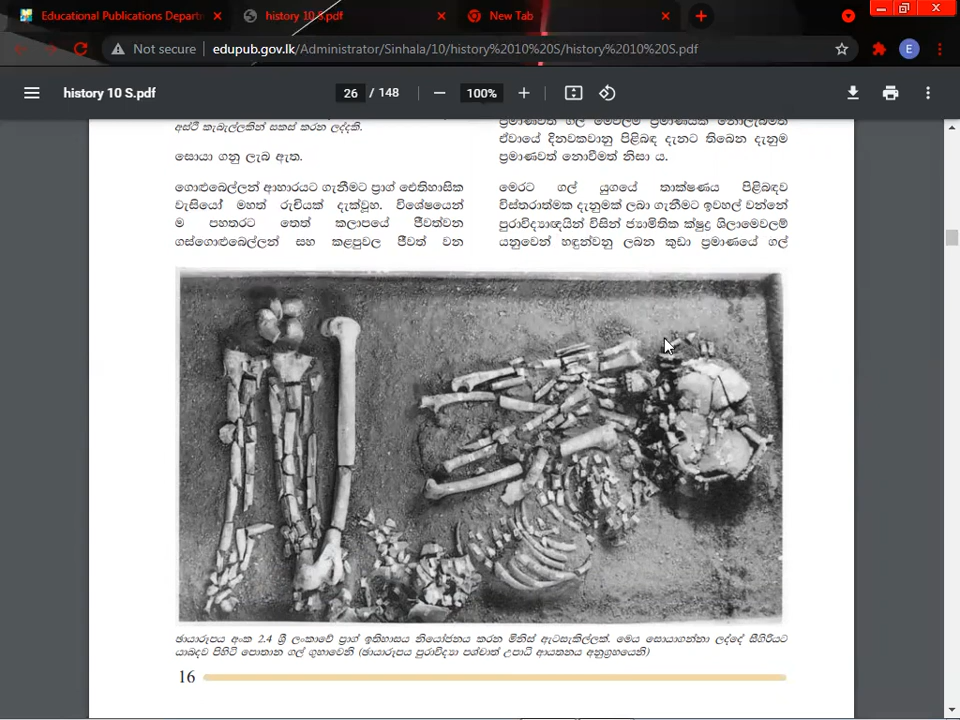 Educational Publications Depart
history 10 S.pdf
New Tab
Not secure
edupub.gov.lk/Administrator/Sinhala/10/history%2010%20S/history%2010%20S.pdf
E
history 10 S.pdf
26 / 148
100%
අස්ථි කැබැල්ලකින් සකස් කරන ලද්දකි.
සොයා ගනු ලැබ ඇත.
ගොළුබෙල්ලන් ආහාරයට ගැනීමට ප්‍රාග් ඓතිහාසික
වැසියෝ මහත් රුචියක් දැක්වූහ. විශේෂයෙන්
ම පහතරට තෙත් කලාපයේ ජීවත්වන
ගස්ගොළුබෙල්ලන් සහ කළපුවල ජීවත් වන
ප්‍රමාණවත් ගල් මෙවලම් ප්‍රමාණයක් නොලැබීමත්
ඒවායේ දිනවකවානු පිළිබඳ දැනට තිබෙන දැනුම
ප්‍රමාණවත් නොවීමත් නිසා ය.
මෙරට ගල් යුගයේ තාක්ෂණය පිළිබඳව
විස්තරාත්මක දැනුමක් ලබා ගැනීමට ඉවහල් වන්නේ
පුරාවිද්‍යාඥයින් විසින් ජ්‍යාමිතික ක්ෂුද්‍ර ශිලාමෙවලම්
යනුවෙන් හඳුන්වනු ලබන කුඩා ප්‍රමාණයේ ගල්
ඡායාරූපය අංක 2.4 ශ්‍රී ලංකාවේ ප්‍රාග් ඉතිහාසය නියෝජනය කරන මිනිස් ඇටසැකිල්ලක්. මෙය සොයාගන්නා ලද්දේ සීගිරියට
යාබදව පිහිටි පොතාන ගල් ගුහාවෙනි (ඡායාරූපය පුරාවිද්‍යා පශ්චාත් උපාධි ආයතනය අනුග්‍රහයෙනි)
16